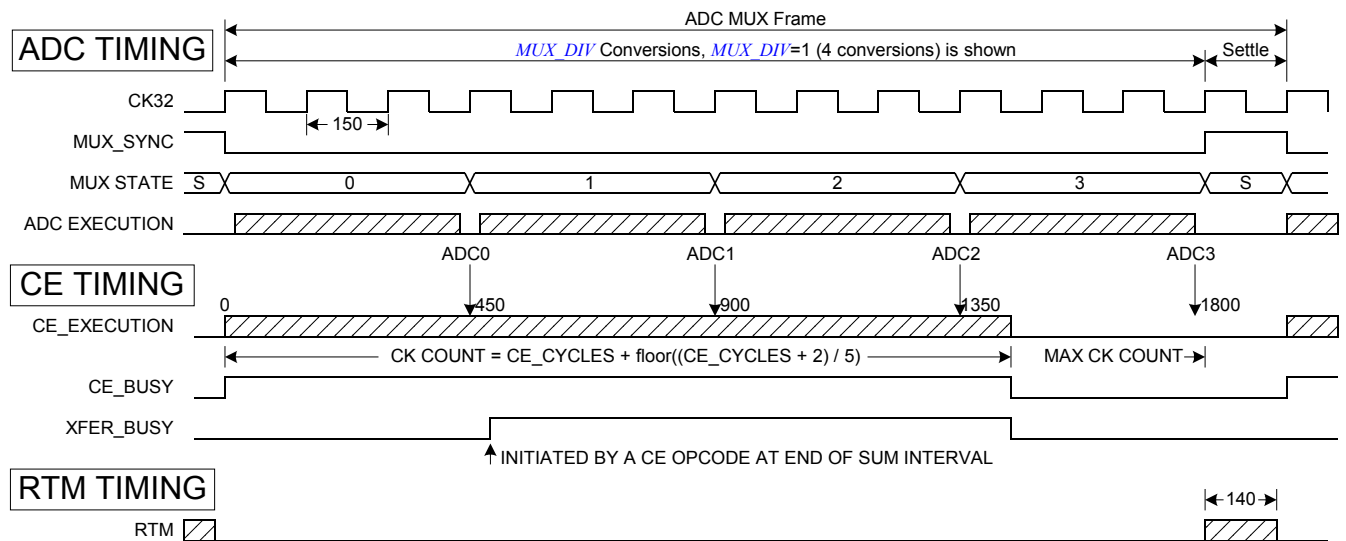 ADC MUX Frame
ADC TIMING
MUX_DIV Conversions, MUX_DIV=1 (4 conversions) is shown
Settle
CK32
150
MUX_SYNC
MUX STATE S 0 1 2 3 S
ADC EXECUTION
ADC0 ADC1 ADC2 ADC3
CE TIMING
0 450 900 1350 1800
CE_EXECUTION
CK COUNT = CE_CYCLES + floor((CE_CYCLES + 2) / 5)
MAX CK COUNT
CE_BUSY
XFER_BUSY
INITIATED BY A CE OPCODE AT END OF SUM INTERVAL
RTM TIMING
140
RTM